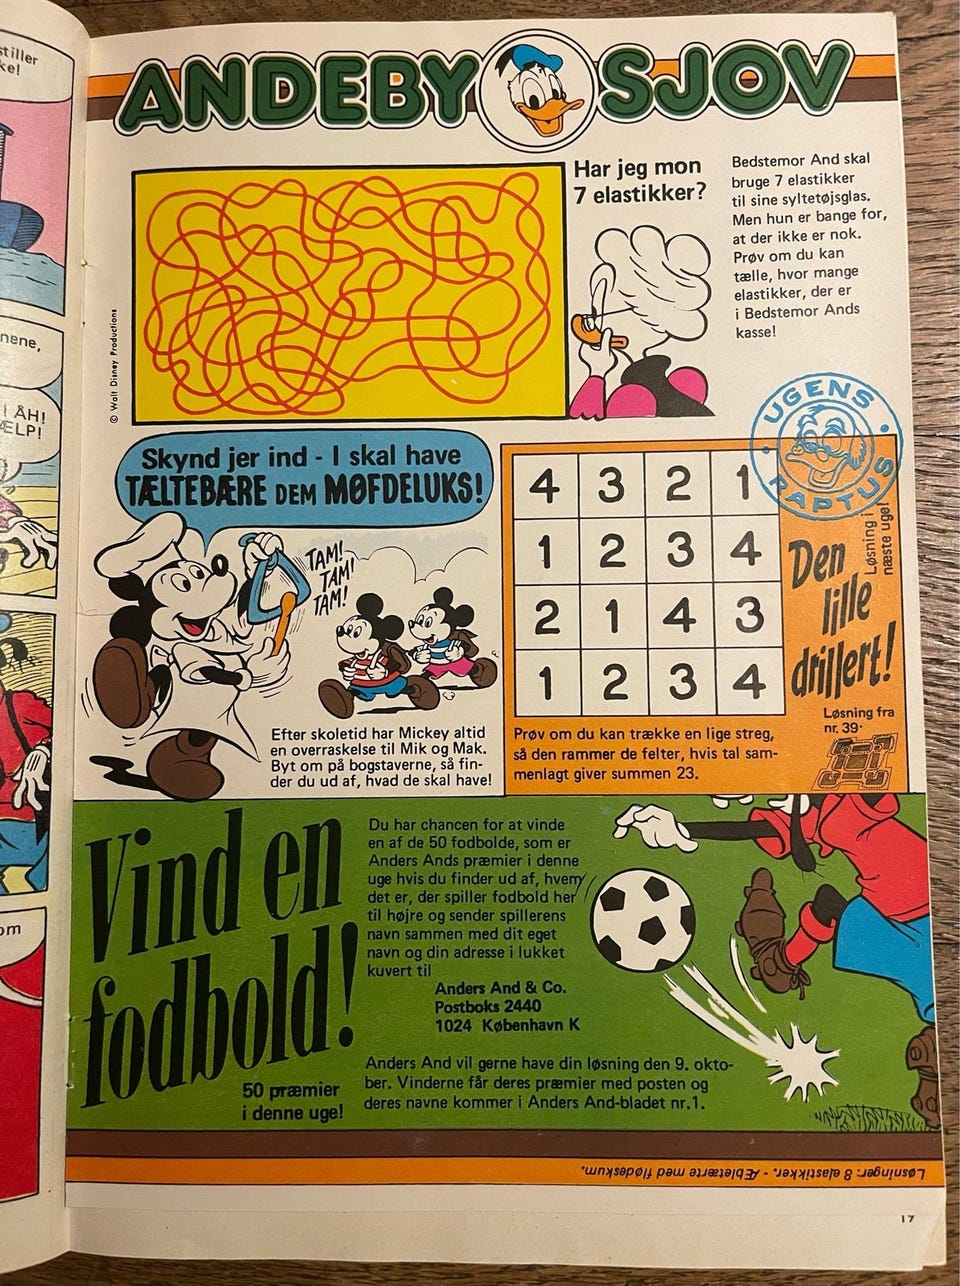 stiller
ke!
nene,
I ÅH!
ÆLP!
om
ANDEBY SJOV
© Walt Disney Productions
Har jeg mon
7 elastikker?
Bedstemor And skal
bruge 7 elastikker
til sine syltetøjsglas.
Men hun er bange for,
at der ikke er nok.
Prøv om du kan
tælle, hvor mange
elastikker, der er
i Bedstemor Ands
kasse!
Skynd jer ind - I skal have
TÆLTEBÆRE DEM MØFDELUKS!
TAM!
TAM!
TAM!
Efter skoletid har Mickey altid
en overraskelse til Mik og Mak.
Byt om på bogstaverne, så fin-
der du ud af, hvad de skal have!
UGENS
RAPTUS
4 3 2 1
1 2 3 4
2 1 4 3
1 2 3 4
Den
lille
drillert!
Løsning i
næste uge!
Løsning fra
nr. 39.
Prøv om du kan trække en lige streg,
så den rammer de felter, hvis tal sam-
menlagt giver summen 23.
Vind en
fodbold!
50 præmier
i denne uge!
Du har chancen for at vinde
en af de 50 fodbolde, som er
Anders Ands præmier i denne
uge hvis du finder ud af, hvem
det er, der spiller fodbold her
til højre og sender spillerens
navn sammen med dit eget
navn og din adresse i lukket
kuvert til
Anders And & Co.
Postboks 2440
1024 København K
Anders And vil gerne have din løsning den 9. okto-
ber. Vinderne får deres præmier med posten og
deres navne kommer i Anders And-bladet nr.1.
Løsninger: 8 elastikker. - Æbletærte med flødeskum.
17